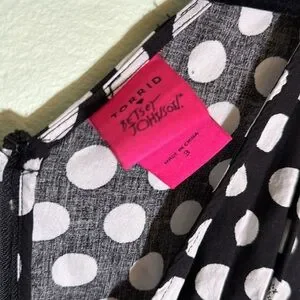 TORRID
BETSEY
JOHNSON.
MADE IN CHINA
3